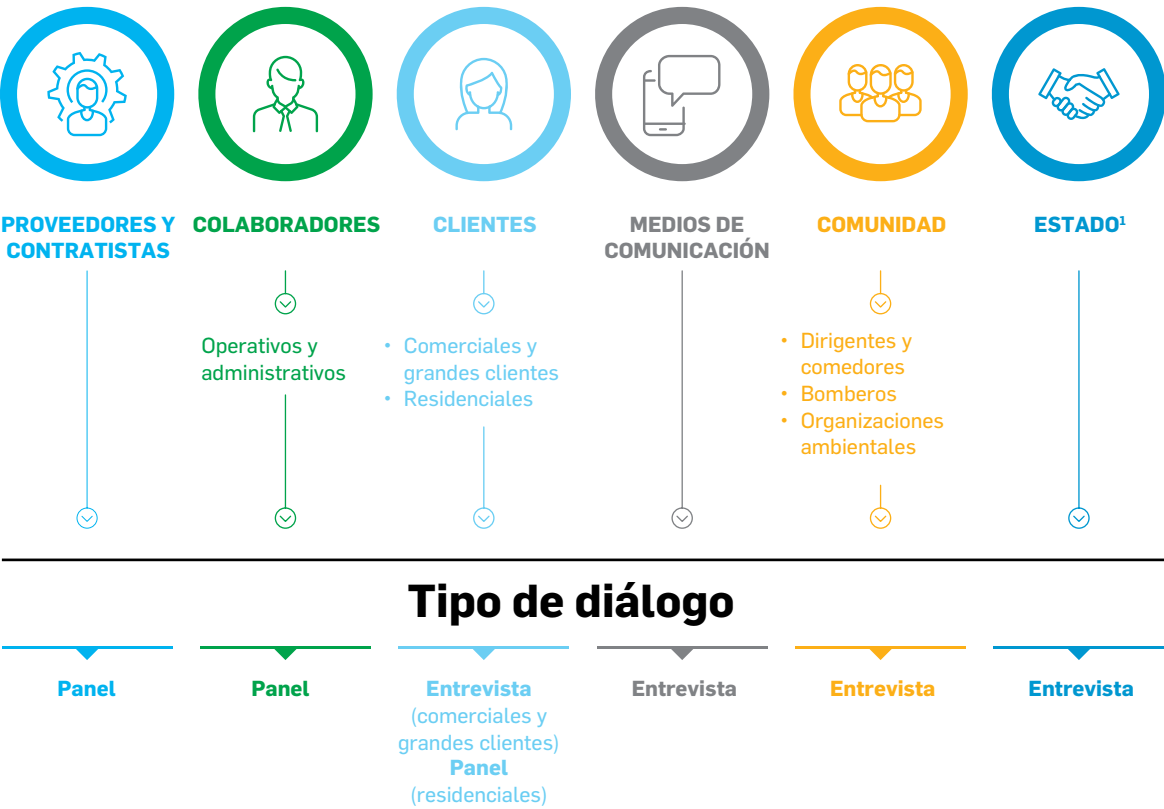 PROVEEDORES Y
CONTRATISTAS
COLABORADORES
Operativos y
administrativos
CLIENTES
• Comerciales y
grandes clientes
• Residenciales
MEDIOS DE
COMUNICACIÓN
COMUNIDAD
• Dirigentes y
comedores
• Bomberos
• Organizaciones
ambientales
ESTADO¹
Tipo de diálogo
Panel
Panel
Entrevista
(comerciales y
grandes clientes)
Panel
(residenciales)
Entrevista
Entrevista
Entrevista